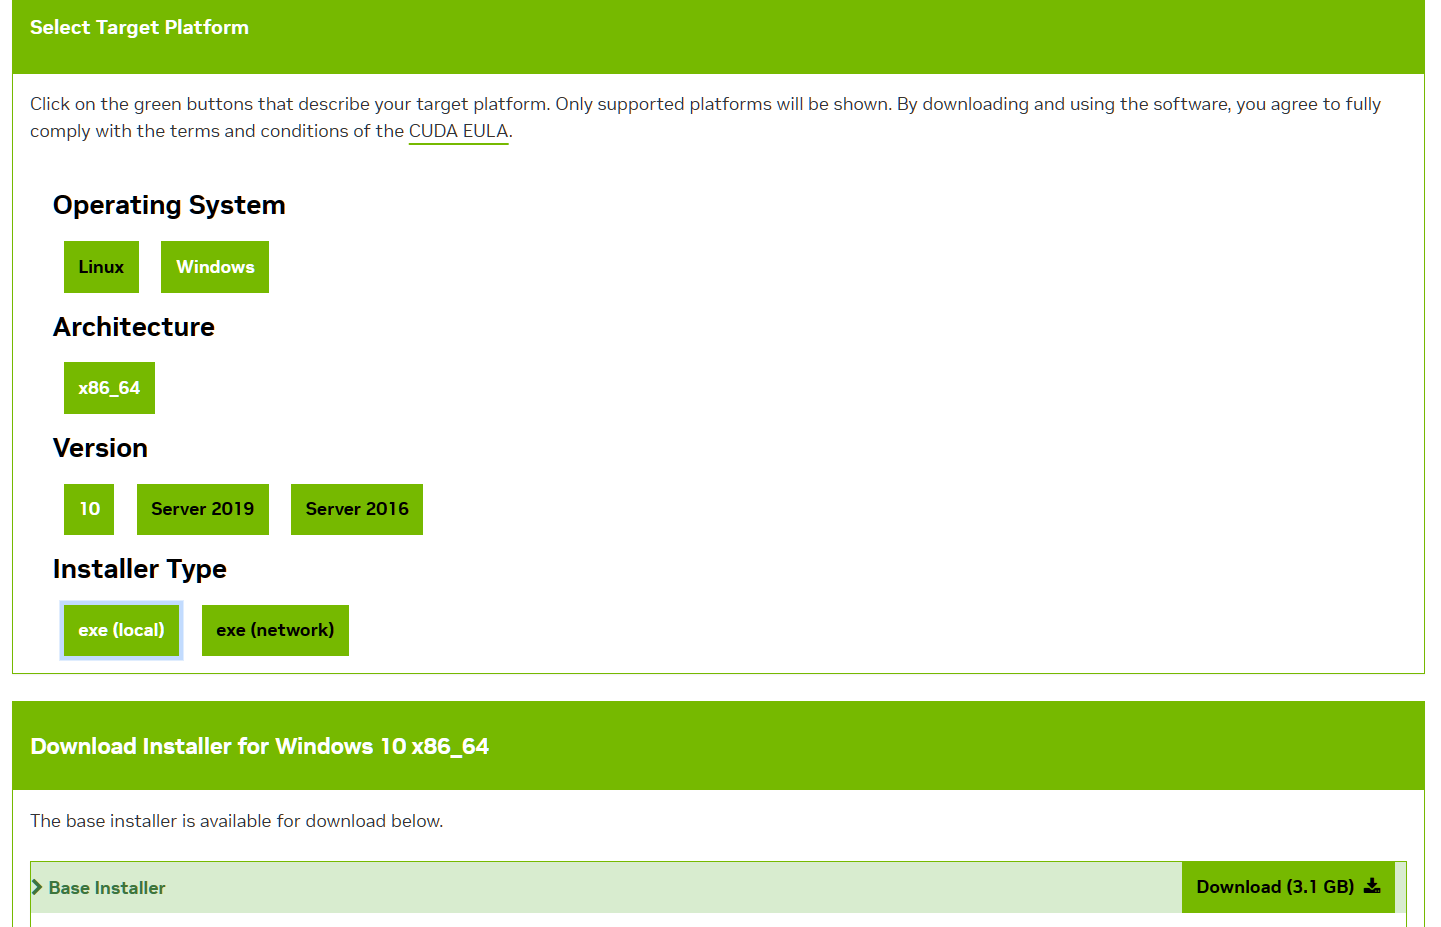 Select Target Platform
Click on the green buttons that describe your target platform. Only supported platforms will be shown. By downloading and using the software, you agree to fully
comply with the terms and conditions of the CUDA EULA.
Operating System
Linux Windows
Architecture
x86_64
Version
10 Server 2019 Server 2016
Installer Type
exe (local) exe (network)
Download Installer for Windows 10 x86_64
The base installer is available for download below.
Base Installer Download (3.1 GB)